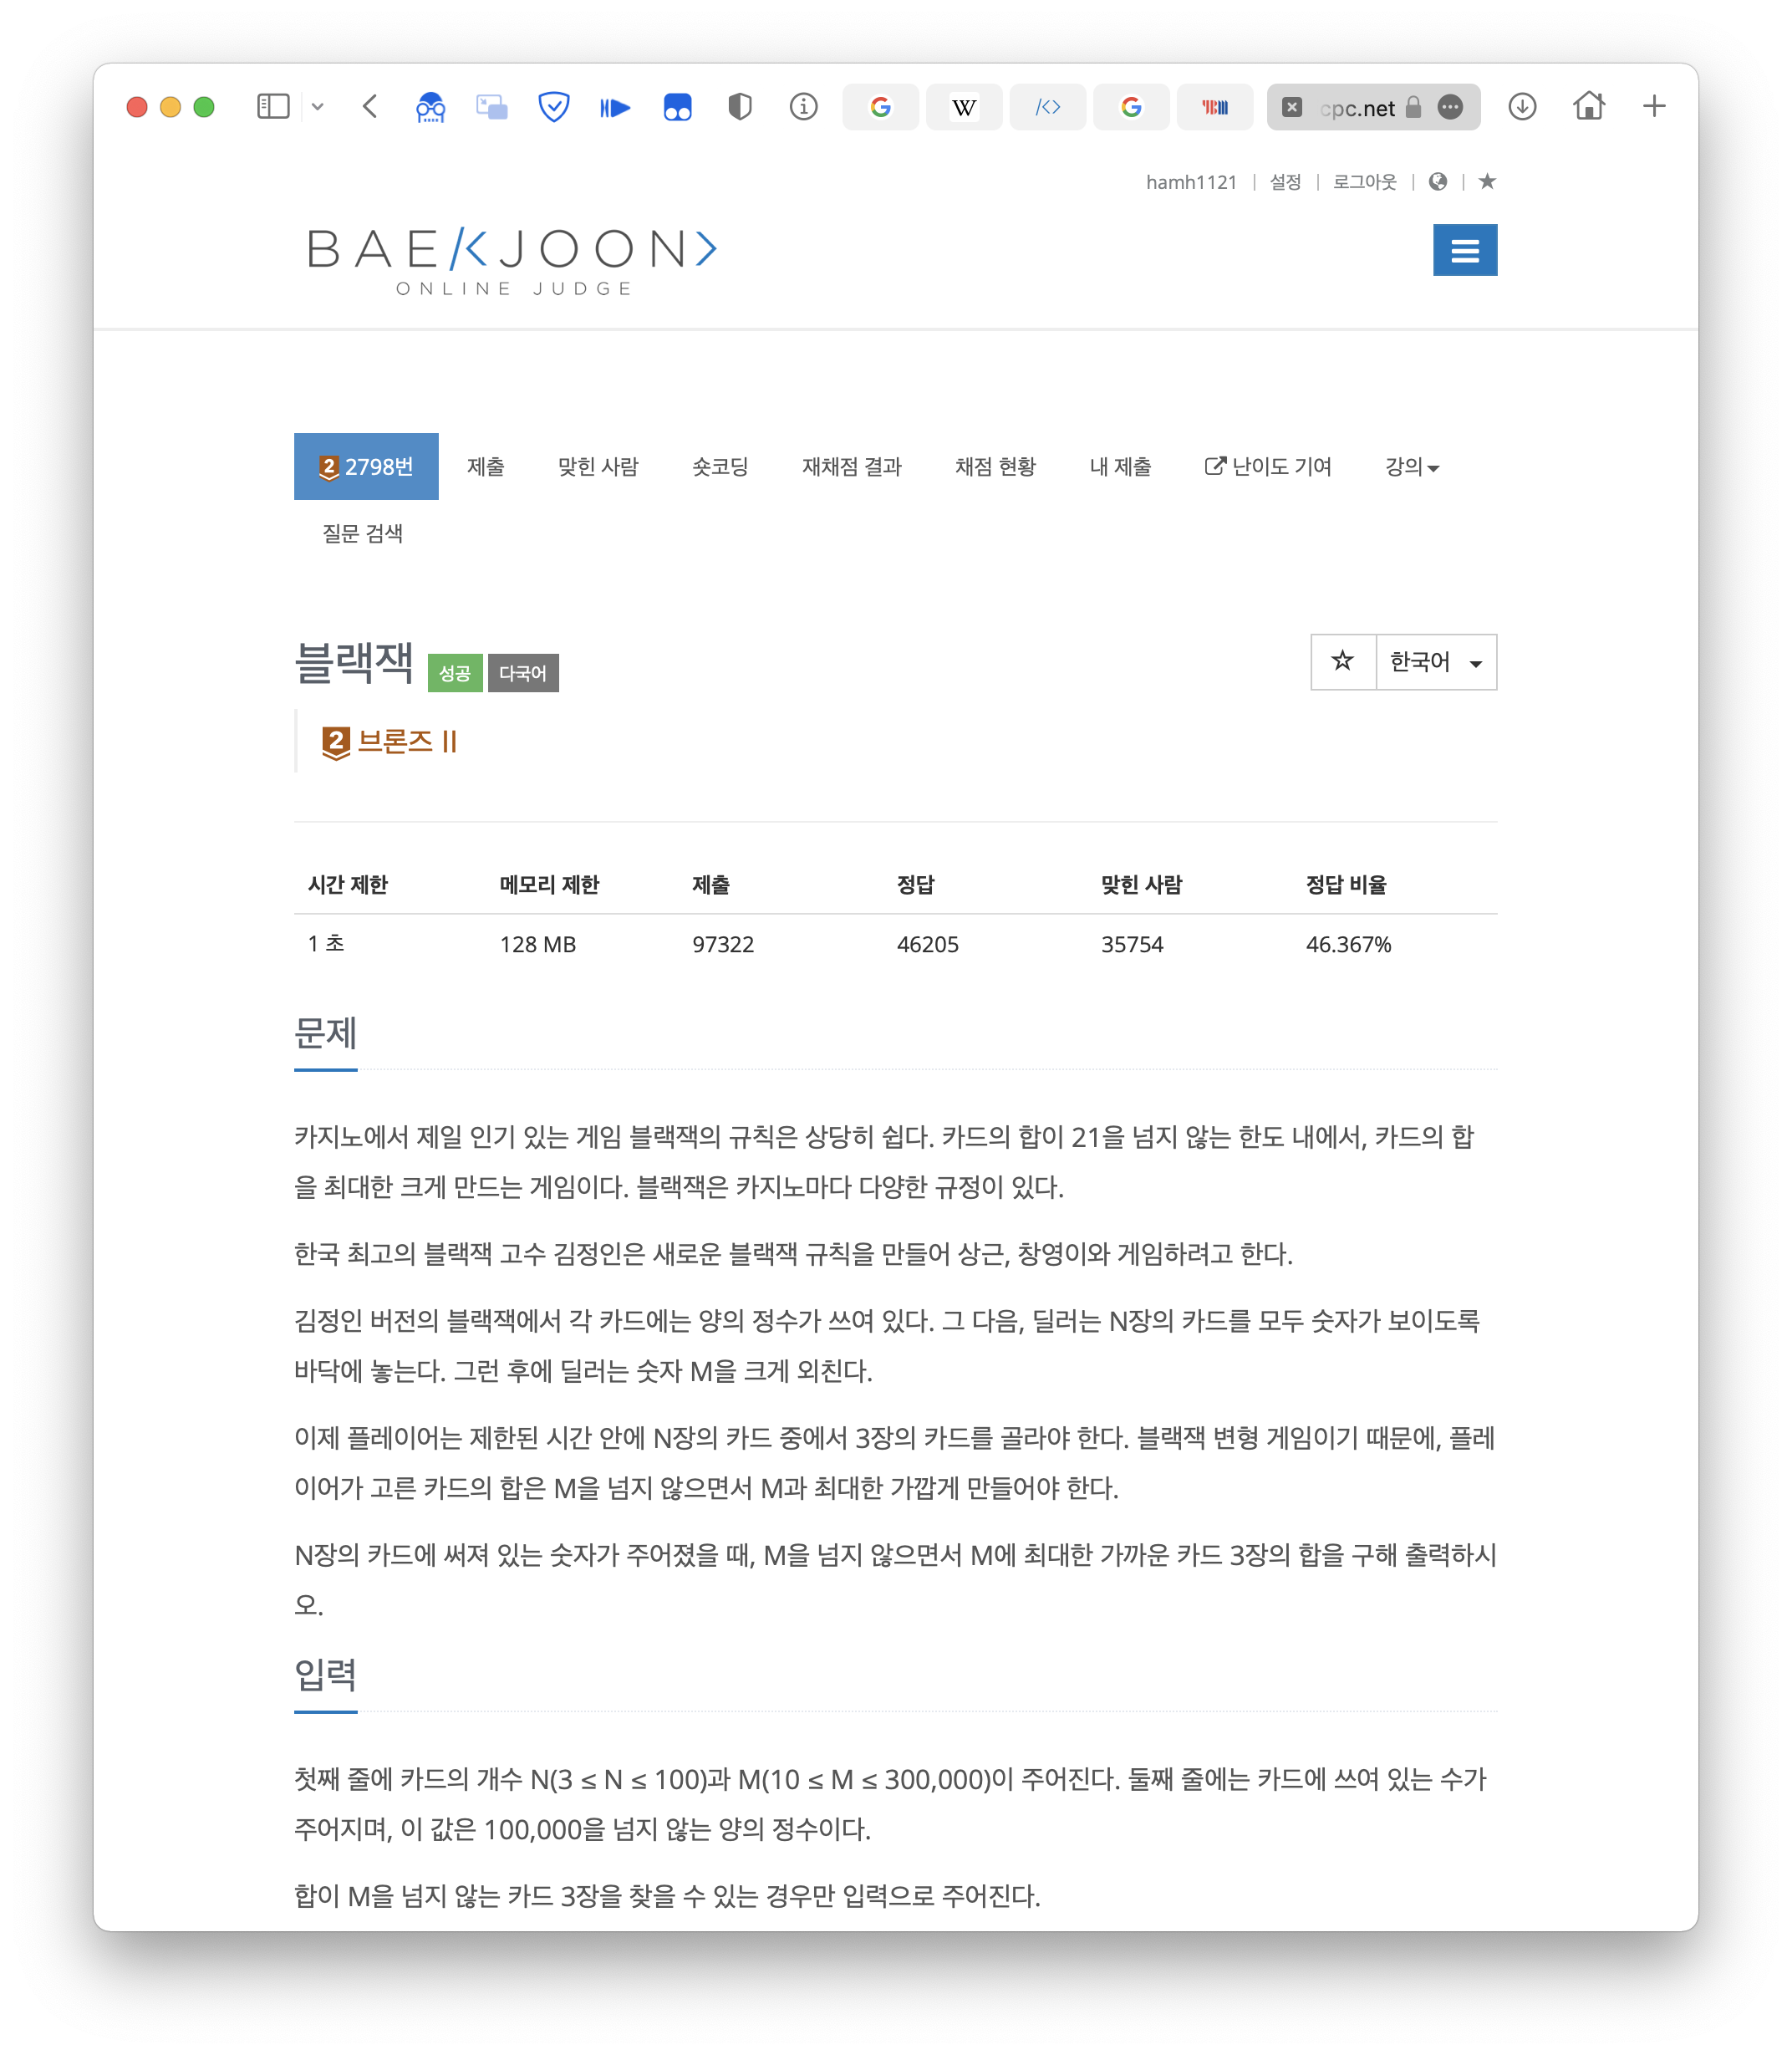 W
cpc.net
hamh1121 | 설정 | 로그아웃 | |
BAE/<JOON>
ONLINE JUDGE
2 2798번 제출 맞힌 사람 숏코딩 재채점 결과 채점 현황 내 제출 난이도 기여 강의
질문 검색
블랙잭 성공 다국어 한국어
2 브론즈 II
시간 제한 메모리 제한 제출 정답 맞힌 사람 정답 비율
1 초 128 MB 97322 46205 35754 46.367%
문제
카지노에서 제일 인기 있는 게임 블랙잭의 규칙은 상당히 쉽다. 카드의 합이 21을 넘지 않는 한도 내에서, 카드의 합
을 최대한 크게 만드는 게임이다. 블랙잭은 카지노마다 다양한 규정이 있다.
한국 최고의 블랙잭 고수 김정인은 새로운 블랙잭 규칙을 만들어 상근, 창영이와 게임하려고 한다.
김정인 버전의 블랙잭에서 각 카드에는 양의 정수가 쓰여 있다. 그 다음, 딜러는 N장의 카드를 모두 숫자가 보이도록
바닥에 놓는다. 그런 후에 딜러는 숫자 M을 크게 외친다.
이제 플레이어는 제한된 시간 안에 N장의 카드 중에서 3장의 카드를 골라야 한다. 블랙잭 변형 게임이기 때문에, 플레
이어가 고른 카드의 합은 M을 넘지 않으면서 M과 최대한 가깝게 만들어야 한다.
N장의 카드에 써져 있는 숫자가 주어졌을 때, M을 넘지 않으면서 M에 최대한 가까운 카드 3장의 합을 구해 출력하시
오.
입력
첫째 줄에 카드의 개수 N(3 ≤ N ≤ 100)과 M(10 ≤ M ≤ 300,000)이 주어진다. 둘째 줄에는 카드에 쓰여 있는 수가
주어지며, 이 값은 100,000을 넘지 않는 양의 정수이다.
합이 M을 넘지 않는 카드 3장을 찾을 수 있는 경우만 입력으로 주어진다.